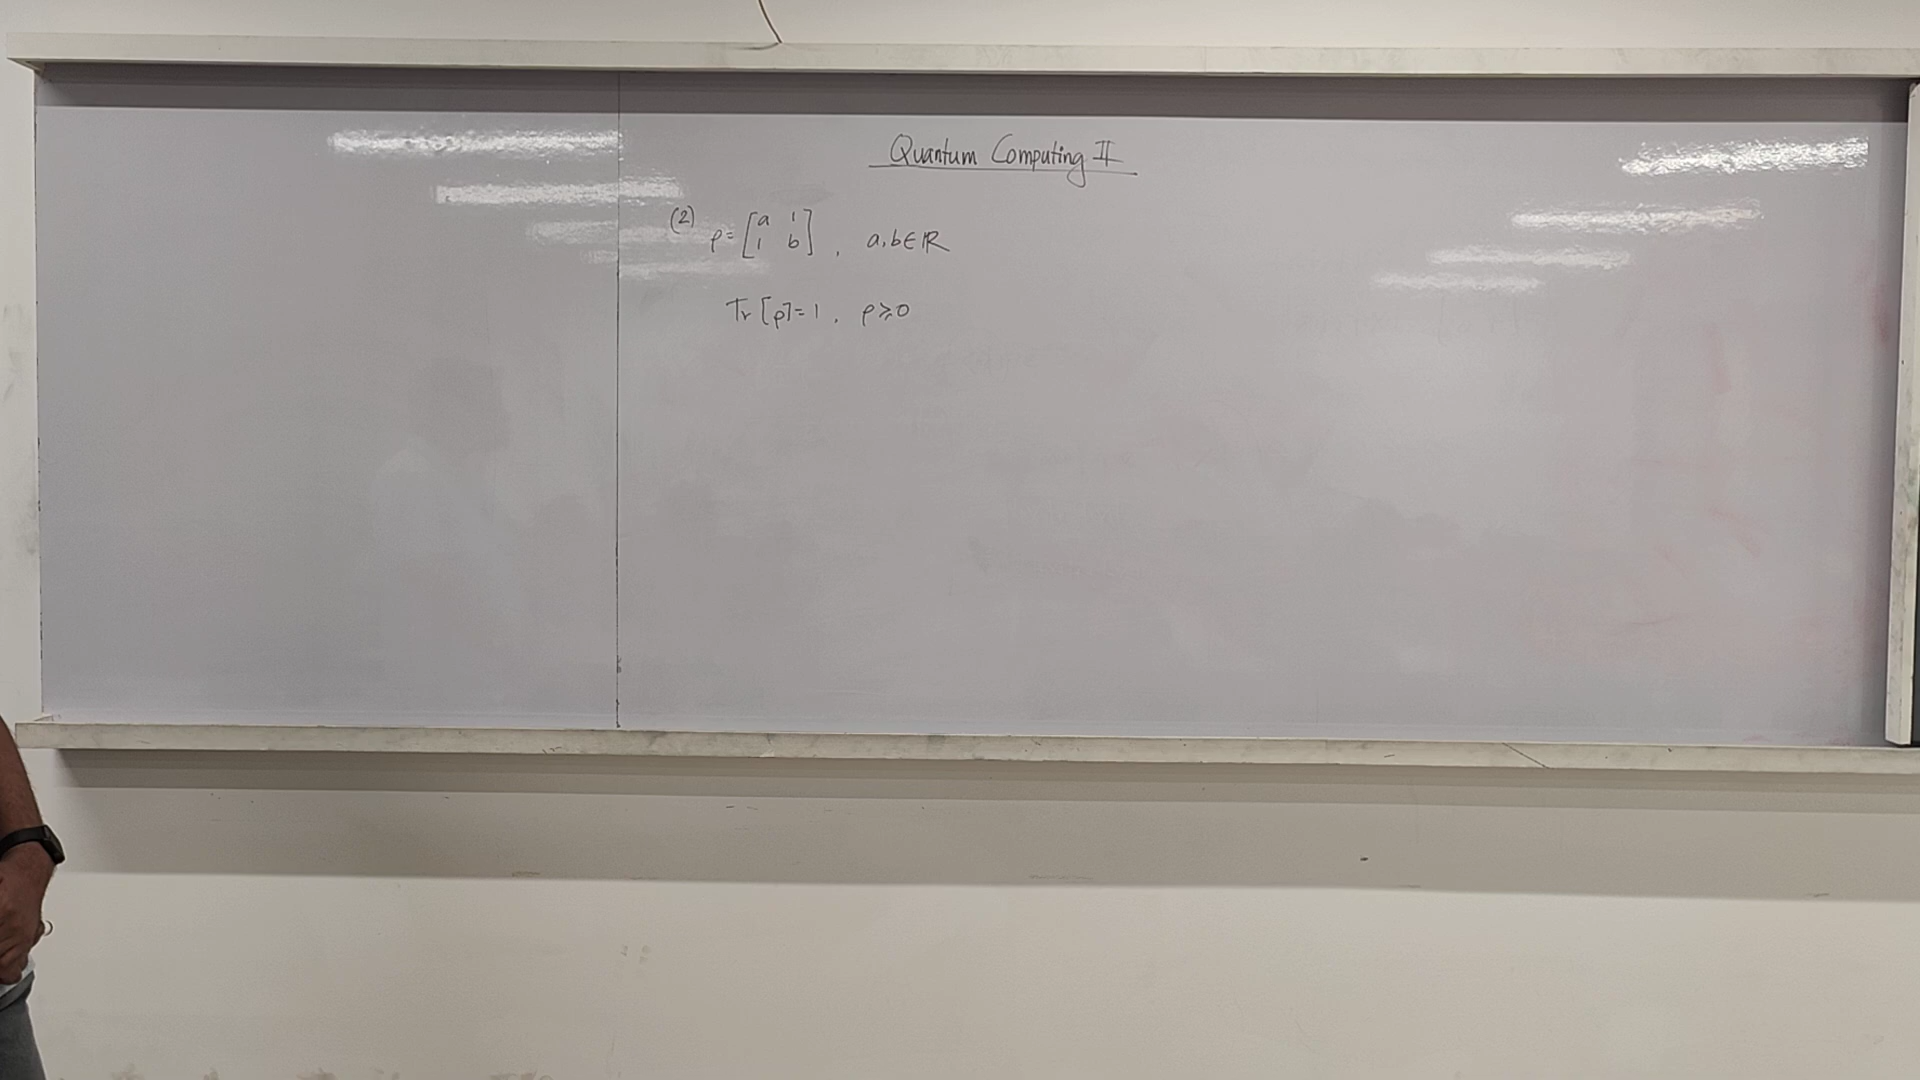 Quantum Computing II
(2) ρ = [a 1
1 b] , a,b ∈ ℝ
Tr [ρ] = 1 , ρ ⩾ 0